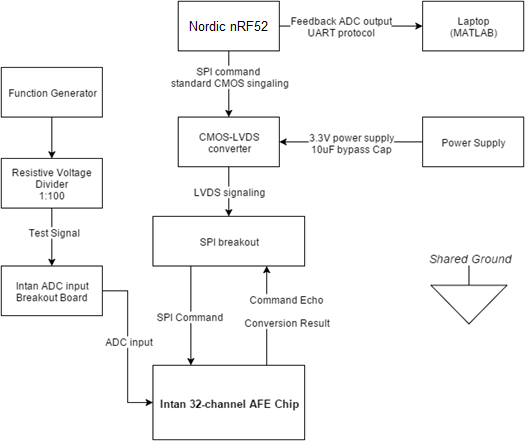 Nordic nRF52
Feedback ADC output
UART protocol
Laptop
(MATLAB)
SPI command
standard CMOS singaling
Function Generator
CMOS-LVDS
converter
3.3V power supply
10uF bypass Cap
Power Supply
Resistive Voltage
Divider
1:100
LVDS signaling
Test Signal
SPI breakout
Shared Ground
Intan ADC input
Breakout Board
Command Echo
SPI Command
Conversion Result
ADC input
Intan 32-channel AFE Chip